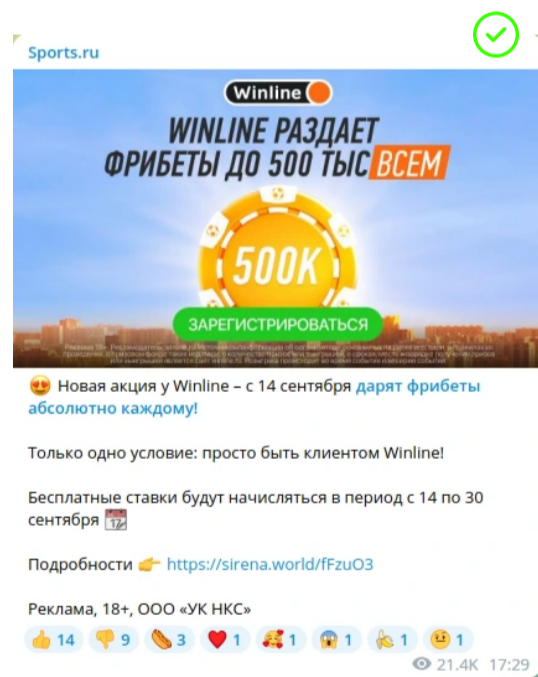 Sports.ru
Winline
WINLINE РАЗДАЕТ
ФРИБЕТЫ ДО 500 ТЫС ВСЕМ
500K
ЗАРЕГИСТРИРОВАТЬСЯ
Новая акция у Winline – с 14 сентября дарят фрибеты
абсолютно каждому!
Только одно условие: просто быть клиентом Winline!
Бесплатные ставки будут начисляться в период с 14 по 30
сентября 17
Подробности https://sirena.world/fFzuO3
Реклама, 18+, ООО «УК НКС»
14 9 3 1 1 1 1 1
21.4K 17:29